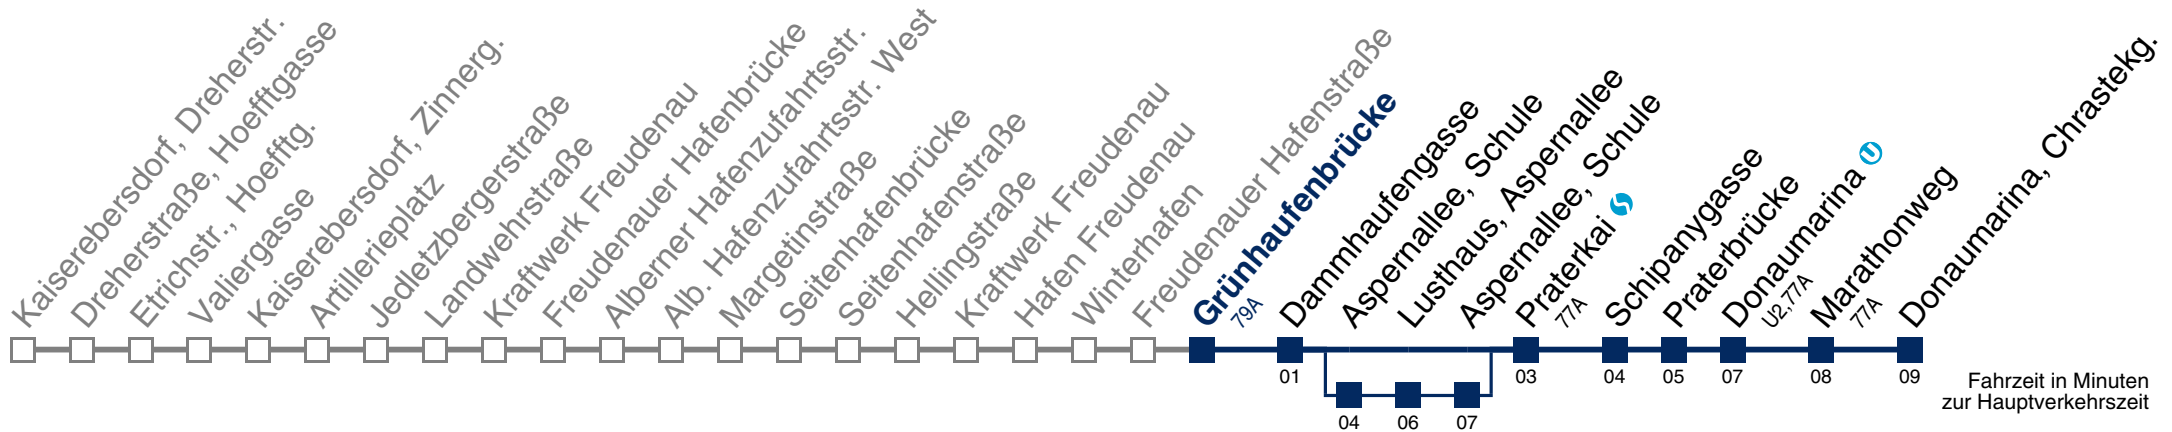 Kaiserebersdorf, Dreherstr.
Dreherstraße, Hoefftgasse
Etrichstr., Hoefftg.
Valiergasse
Kaiserebersdorf, Zinnerg.
Artillerieplatz
Jedletzbergerstraße
Landwehrstraße
Kraftwerk Freudenau
Freudenauer Hafenbrücke
Alberner Hafenzufahrtsstr.
Alb. Hafenzufahrtsstr. West
Margetinstraße
Seitenhafenbrücke
Seitenhafenstraße
Hellingstraße
Kraftwerk Freudenau
Hafen Freudenau
Winterhafen
Freudenauer Hafenstraße
Grünhaufenbrücke
79A
Dammhaufengasse
Aspernallee, Schule
Lusthaus, Aspernallee
Aspernallee, Schule
Praterkai
77A
Schipanygasse
Praterbrücke
Donaumarina U
U2,77A
Marathonweg
77A
Donaumarina, Chrastekg.
01 03 04 05 07 08 09
04 06 07
Fahrzeit in Minuten
zur Hauptverkehrszeit